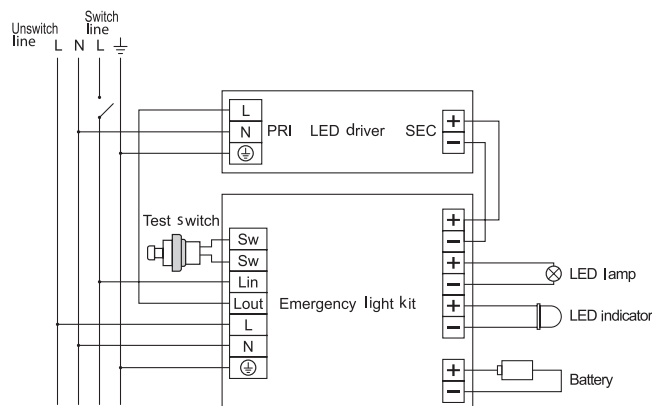 Unswitch line
Switch line
L N L ⏚
L
N PRI LED driver SEC
+
−
Test switch
Sw
Sw
Lin
Lout Emergency light kit
L
N
+
−
+
−
LED lamp
+
−
LED indicator
+
−
Battery